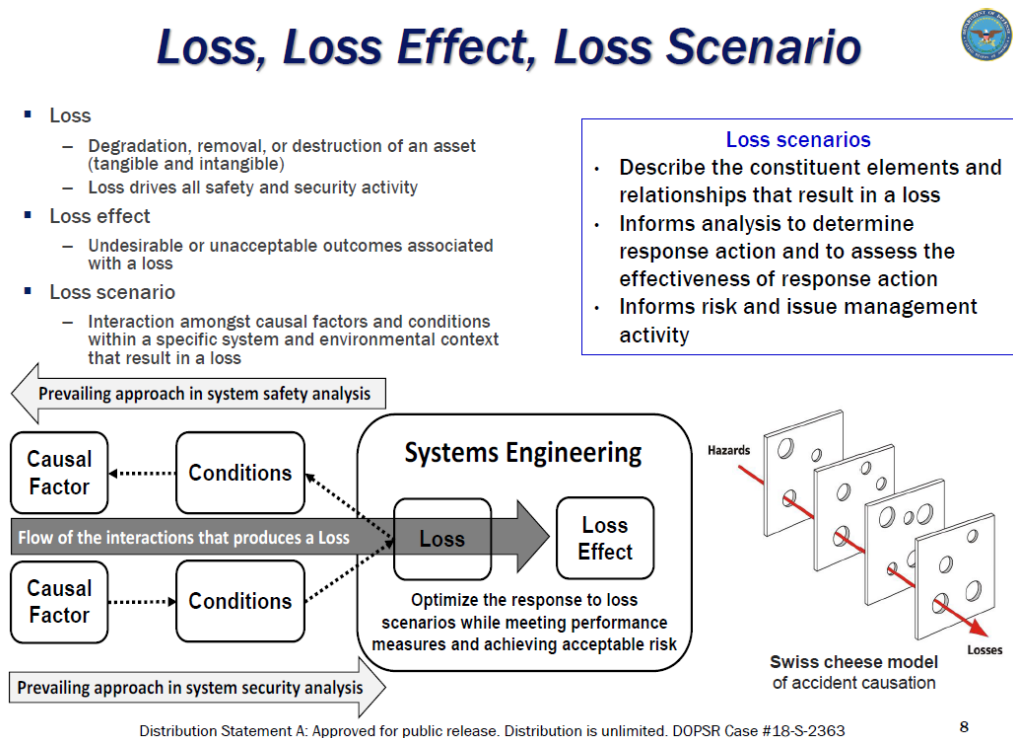 Loss, Loss Effect, Loss Scenario
▪ Loss
– Degradation, removal, or destruction of an asset
(tangible and intangible)
– Loss drives all safety and security activity
▪ Loss effect
– Undesirable or unacceptable outcomes associated
with a loss
▪ Loss scenario
– Interaction amongst causal factors and conditions
within a specific system and environmental context
that result in a loss
Loss scenarios
• Describe the constituent elements and
relationships that result in a loss
• Informs analysis to determine
response action and to assess the
effectiveness of response action
• Informs risk and issue management
activity
Prevailing approach in system safety analysis
Causal
Factor
Conditions
Flow of the interactions that produces a Loss
Causal
Factor
Conditions
Prevailing approach in system security analysis
Systems Engineering
Loss
Loss
Effect
Optimize the response to loss
scenarios while meeting performance
measures and achieving acceptable risk
Hazards
Losses
Swiss cheese model
of accident causation
Distribution Statement A: Approved for public release. Distribution is unlimited. DOPSR Case #18-S-2363
8